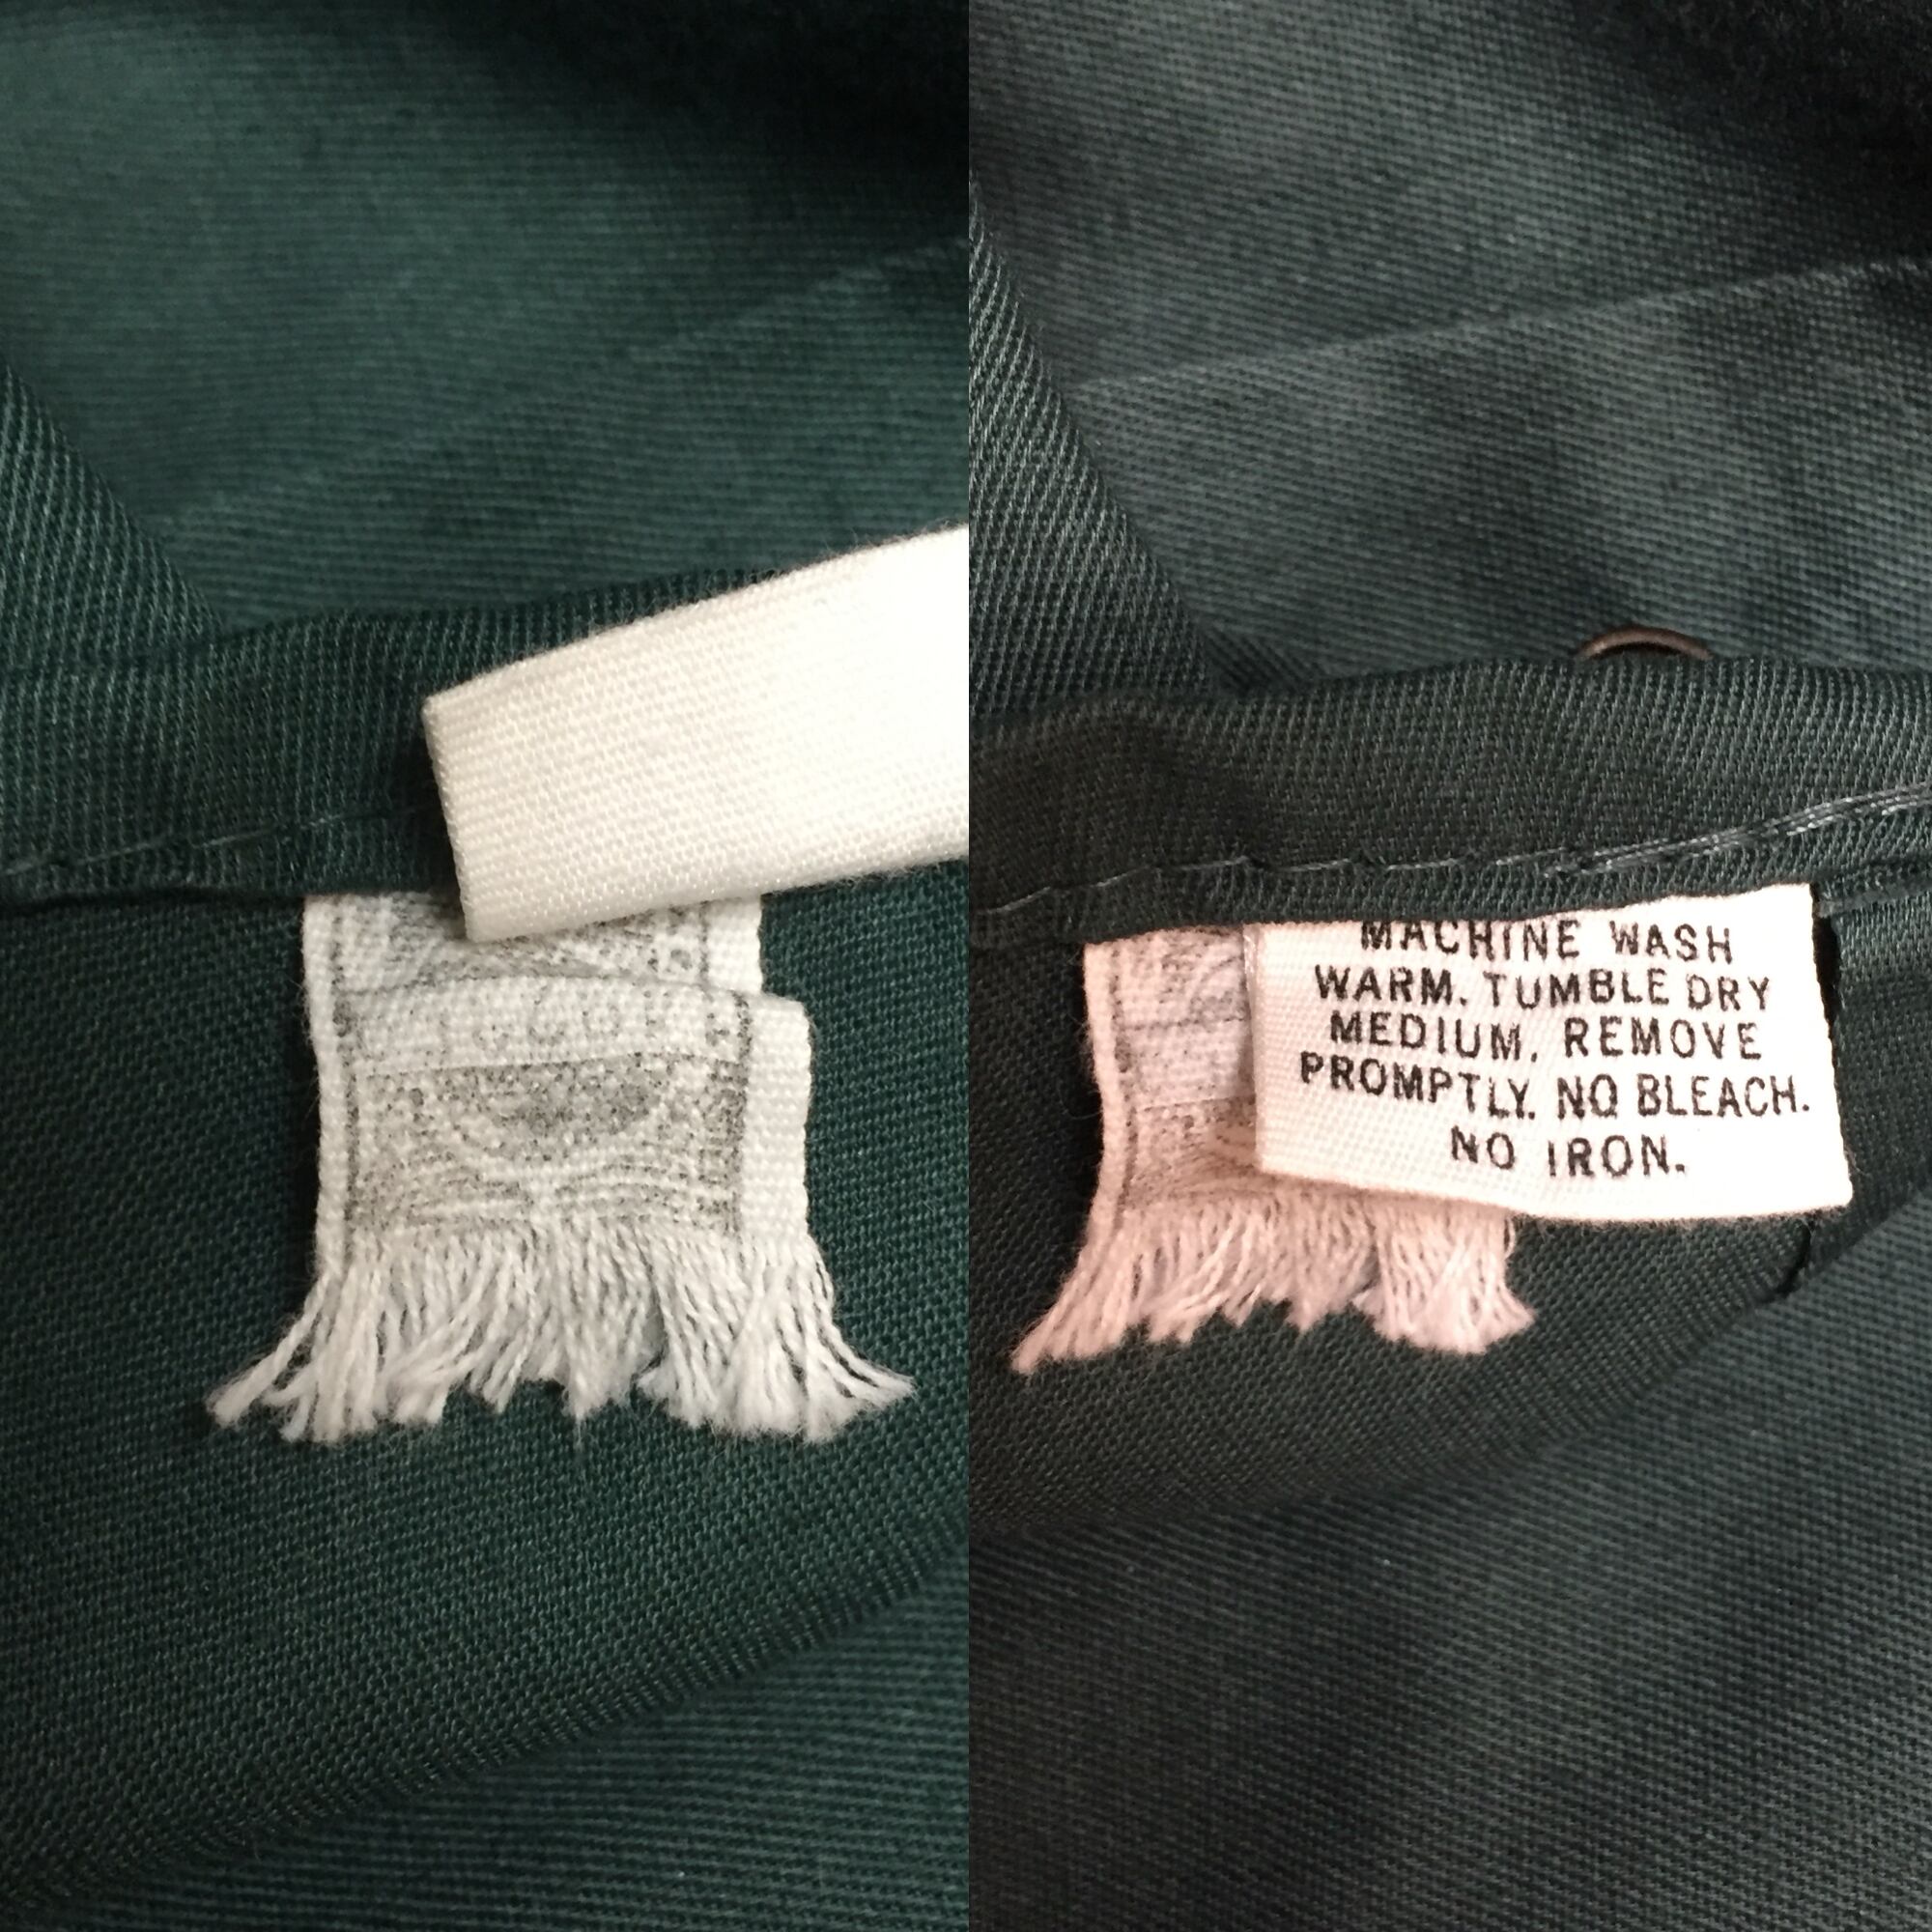 MACHINE WASH
WARM. TUMBLE DRY
MEDIUM. REMOVE
PROMPTLY. NO BLEACH.
NO IRON.